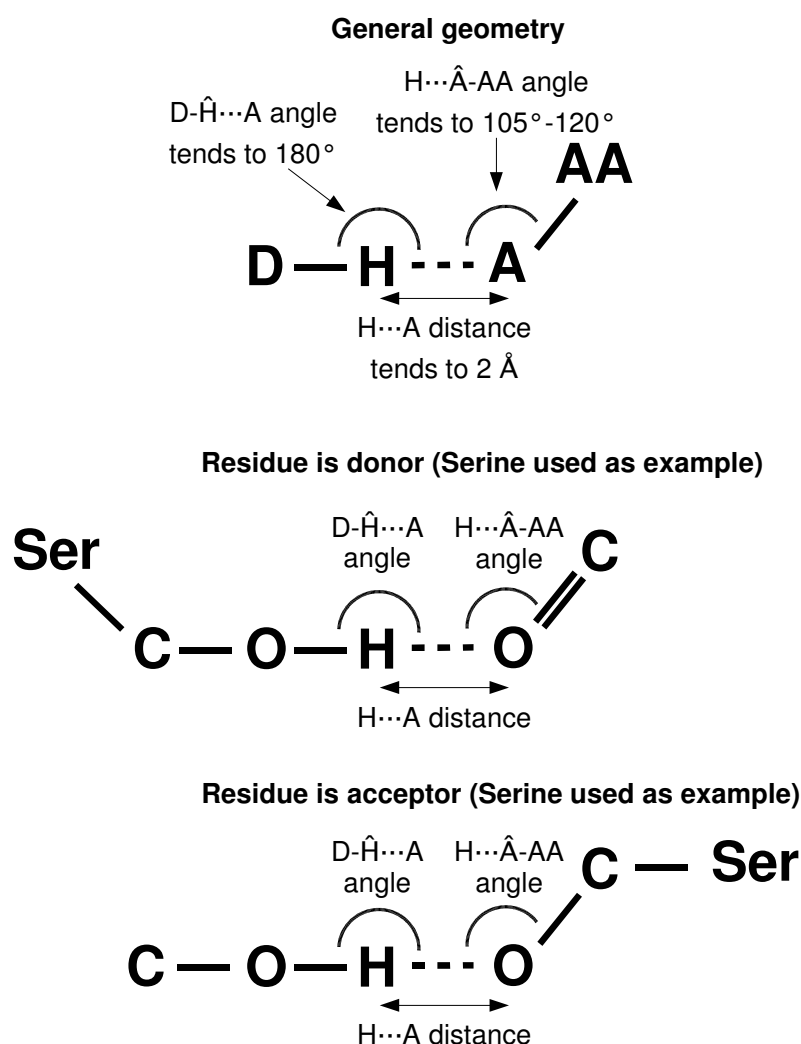 General geometry
H···Â-AA angle
tends to 105°-120°
D-Ĥ···A angle
tends to 180°
AA
D H A
H···A distance
tends to 2 Å
Residue is donor (Serine used as example)
D-Ĥ···A H···Â-AA
angle angle
Ser C
C O H O
H···A distance
Residue is acceptor (Serine used as example)
D-Ĥ···A H···Â-AA
angle angle
C Ser
C O H O
H···A distance